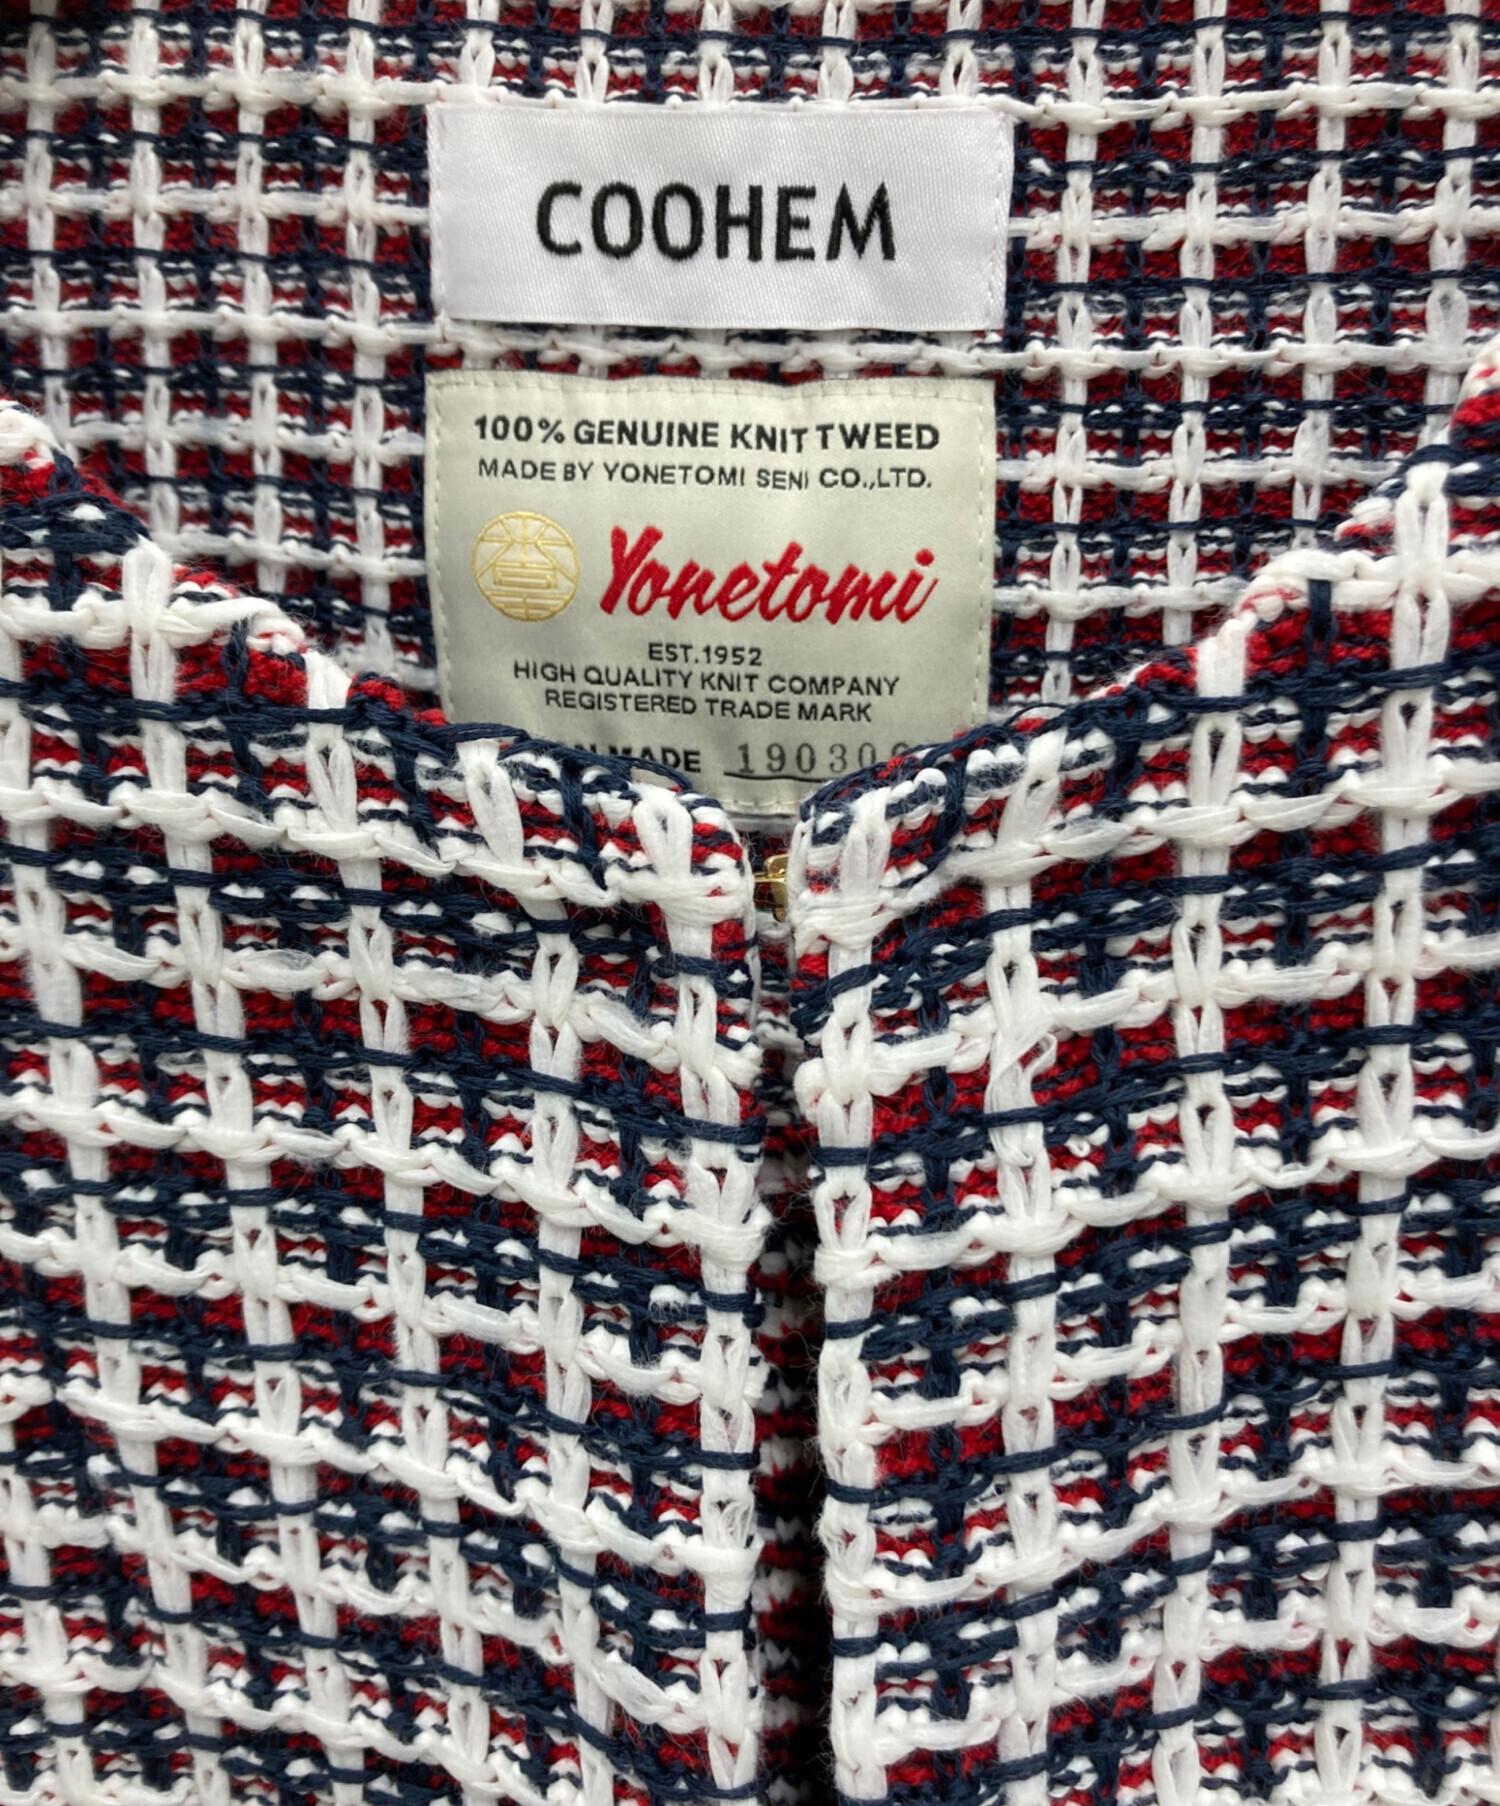 COOHEM
100% GENUINE KNIT TWEED
MADE BY YONETOMI SENI CO.,LTD.
Yonetomi
EST.1952
HIGH QUALITY KNIT COMPANY
REGISTERED TRADE MARK
19030